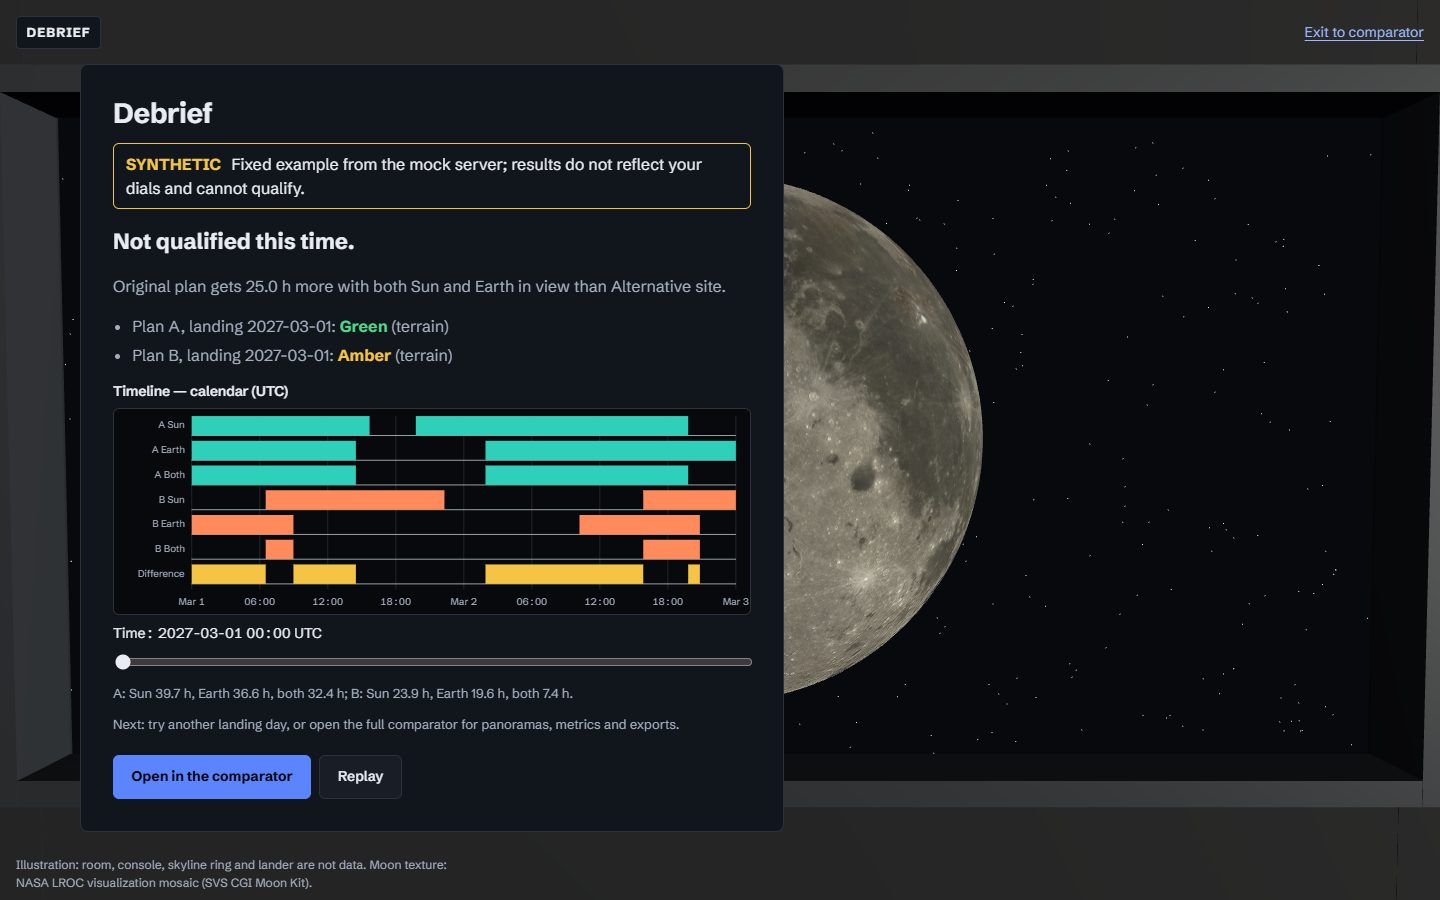 DEBRIEF
Exit to comparator
Debrief
SYNTHETIC Fixed example from the mock server; results do not reflect your
dials and cannot qualify.
Not qualified this time.
Original plan gets 25.0 h more with both Sun and Earth in view than Alternative site.
• Plan A, landing 2027-03-01: Green (terrain)
• Plan B, landing 2027-03-01: Amber (terrain)
Timeline — calendar (UTC)
A Sun
A Earth
A Both
B Sun
B Earth
B Both
Difference
Mar 1 06:00 12:00 18:00 Mar 2 06:00 12:00 18:00 Mar 3
Time: 2027-03-01 00:00 UTC
A: Sun 39.7 h, Earth 36.6 h, both 32.4 h; B: Sun 23.9 h, Earth 19.6 h, both 7.4 h.
Next: try another landing day, or open the full comparator for panoramas, metrics and exports.
Open in the comparator Replay
Illustration: room, console, skyline ring and lander are not data. Moon texture:
NASA LROC visualization mosaic (SVS CGI Moon Kit).